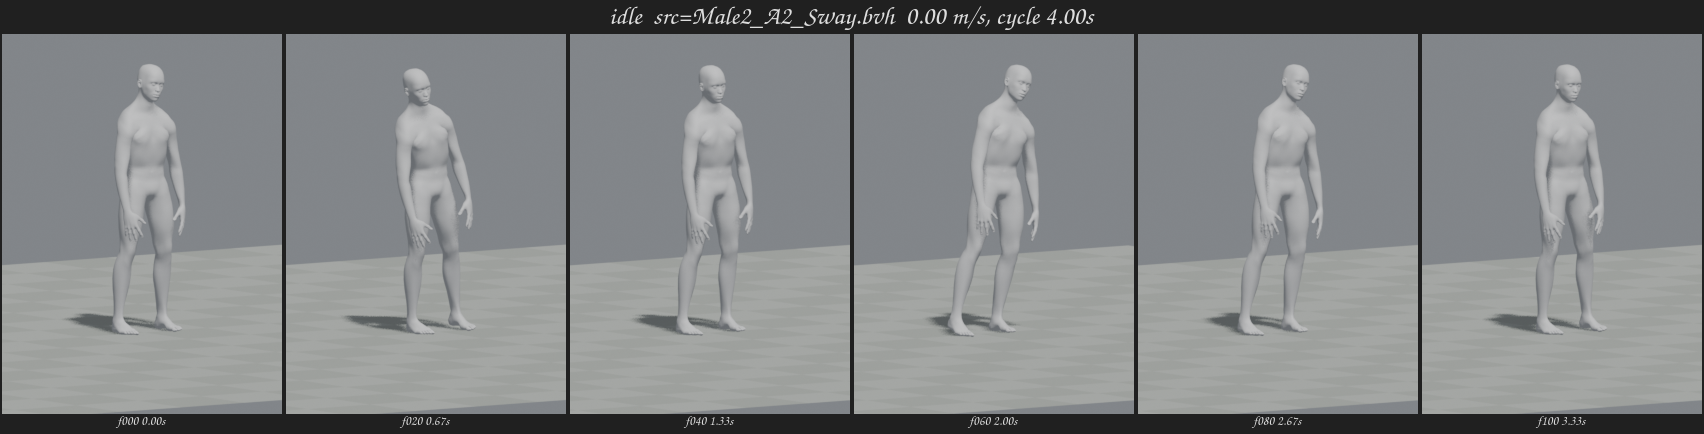 idle src=Male2_A2_Sway.bvh 0.00 m/s, cycle 4.00s
f000 0.00s
f020 0.67s
f040 1.33s
f060 2.00s
f080 2.67s
f100 3.33s